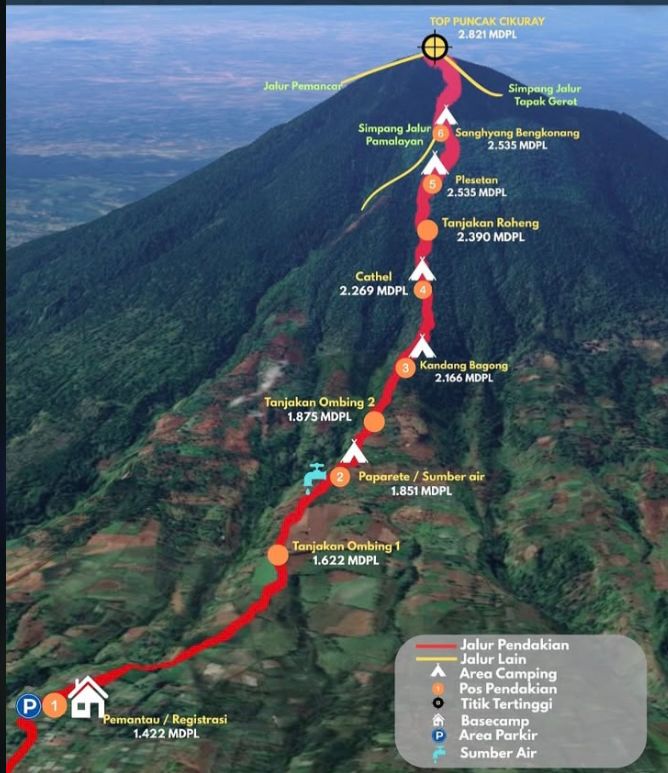 TOP PUNCAK CIKURAY
2.821 MDPL
Jalur Pemancar
Simpang Jalur
Tapak Gerot
Simpang Jalur
Pamalayan
6
Sanghyang Bengkonang
2.535 MDPL
5
Plesetan
2.535 MDPL
Tanjakan Roheng
2.390 MDPL
Cathel
2.269 MDPL
4
3
Kandang Bagong
2.166 MDPL
Tanjakan Ombing 2
1.875 MDPL
2
Paparete / Sumber air
1.851 MDPL
Tanjakan Ombing 1
1.622 MDPL
P
1
Pemantau / Registrasi
1.422 MDPL
Jalur Pendakian
Jalur Lain
Area Camping
1
Pos Pendakian
Titik Tertinggi
Basecamp
P
Area Parkir
Sumber Air